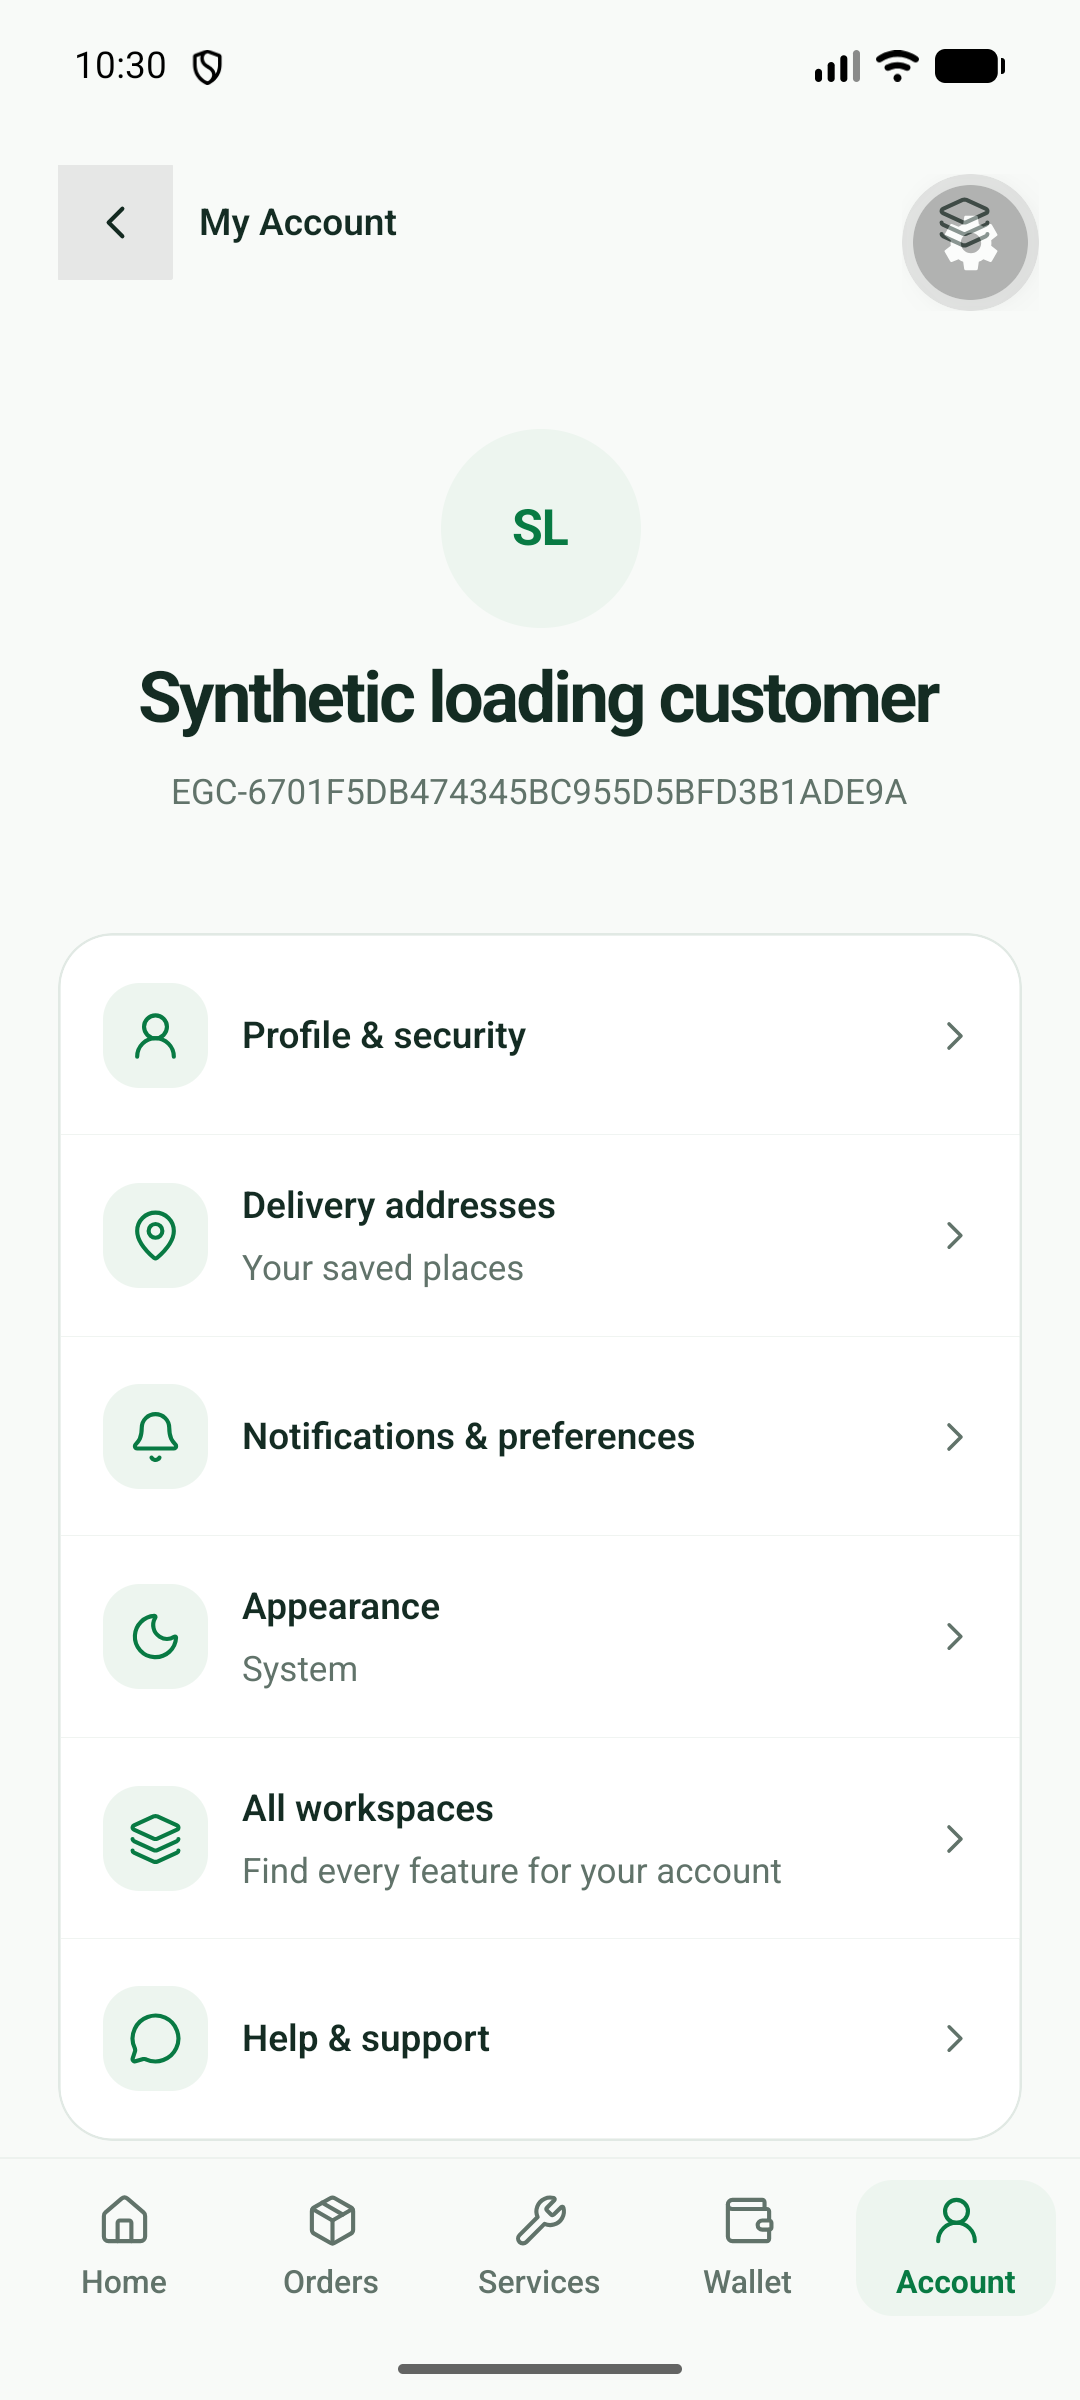 10:30
My Account
SL
Synthetic loading customer
EGC-6701F5DB474345BC955D5BFD3B1ADE9A
Profile & security
Delivery addresses
Your saved places
Notifications & preferences
Appearance
System
All workspaces
Find every feature for your account
Help & support
Home
Orders
Services
Wallet
Account